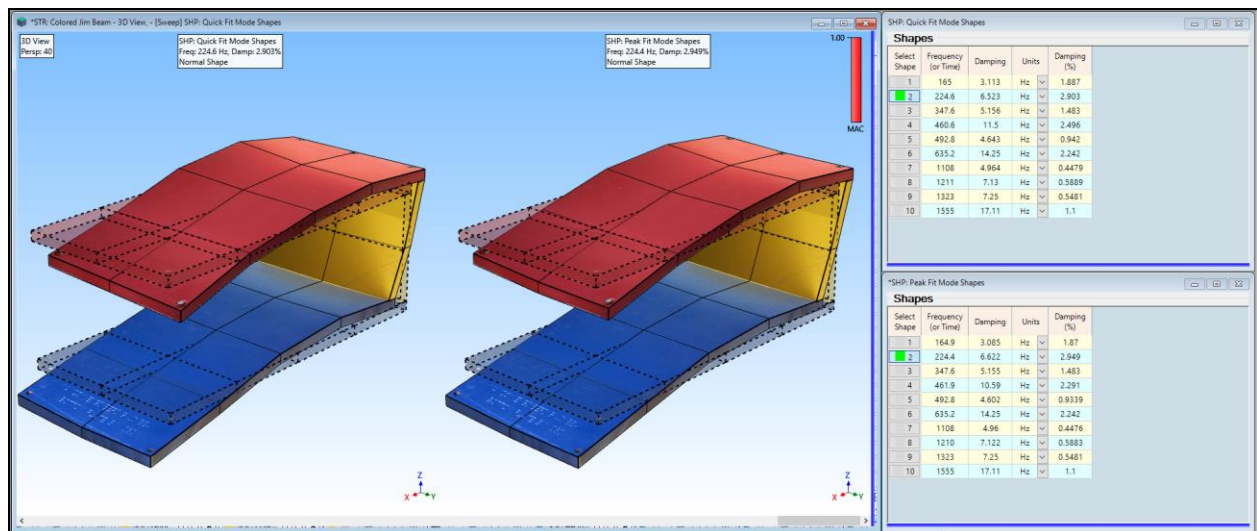 *STR: Colored Jim Beam - 3D View, - [Sweep] SHP: Quick Fit Mode Shapes
3D View
Persp: 40
SHP: Quick Fit Mode Shapes
Freq: 224.6 Hz, Damp: 2.903%
Normal Shape
SHP: Peak Fit Mode Shapes
Freq: 224.4 Hz, Damp: 2.949%
Normal Shape
1.00
MAC
Z
X Y
Z
X Y
SHP: Quick Fit Mode Shapes
Shapes
Select Shape Frequency (or Time) Damping Units Damping (%)
1 165 3.113 Hz 1.887
2 224.6 6.523 Hz 2.903
3 347.6 5.156 Hz 1.483
4 460.6 11.5 Hz 2.496
5 492.8 4.643 Hz 0.942
6 635.2 14.25 Hz 2.242
7 1108 4.964 Hz 0.4479
8 1211 7.13 Hz 0.5889
9 1323 7.25 Hz 0.5481
10 1555 17.11 Hz 1.1
*SHP: Peak Fit Mode Shapes
Shapes
Select Shape Frequency (or Time) Damping Units Damping (%)
1 164.9 3.085 Hz 1.87
2 224.4 6.622 Hz 2.949
3 347.6 5.155 Hz 1.483
4 461.9 10.59 Hz 2.291
5 492.8 4.602 Hz 0.9339
6 635.2 14.25 Hz 2.242
7 1108 4.96 Hz 0.4476
8 1210 7.122 Hz 0.5883
9 1323 7.25 Hz 0.5481
10 1555 17.11 Hz 1.1